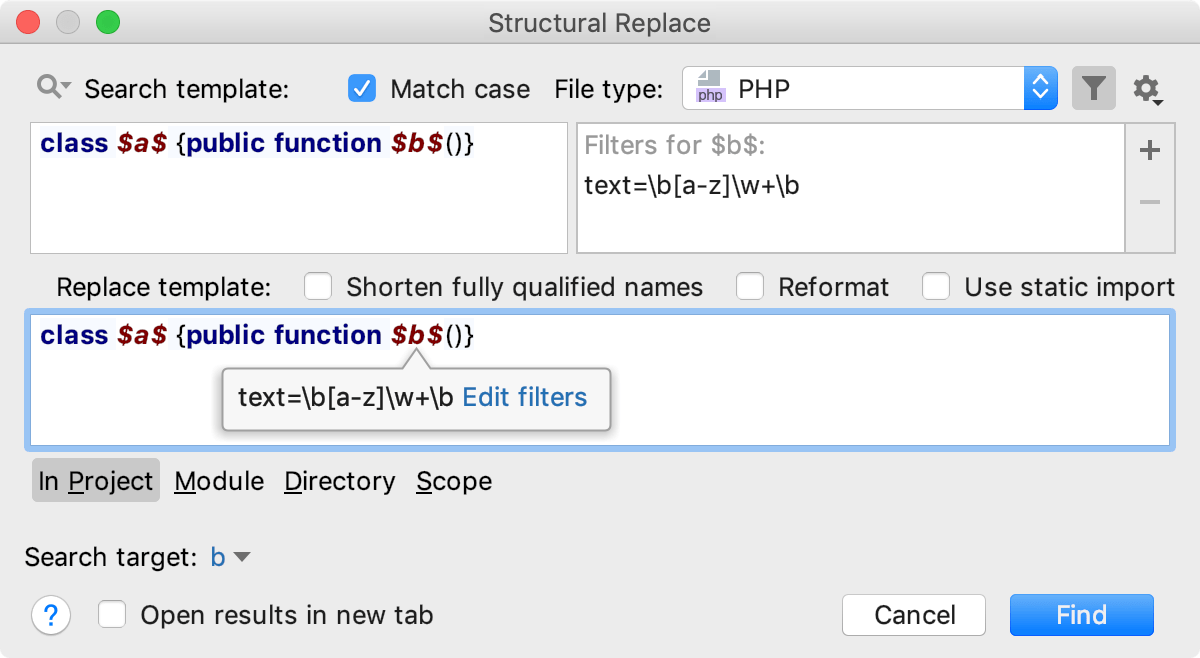 Structural Replace
Search template: Match case File type: php PHP
class $a$ {public function $b$()}
Filters for $b$:
text=\b[a-z]\w+\b
Replace template: Shorten fully qualified names Reformat Use static import
class $a$ {public function $b$()}
text=\b[a-z]\w+\b Edit filters
In Project Module Directory Scope
Search target: b
? Open results in new tab Cancel Find